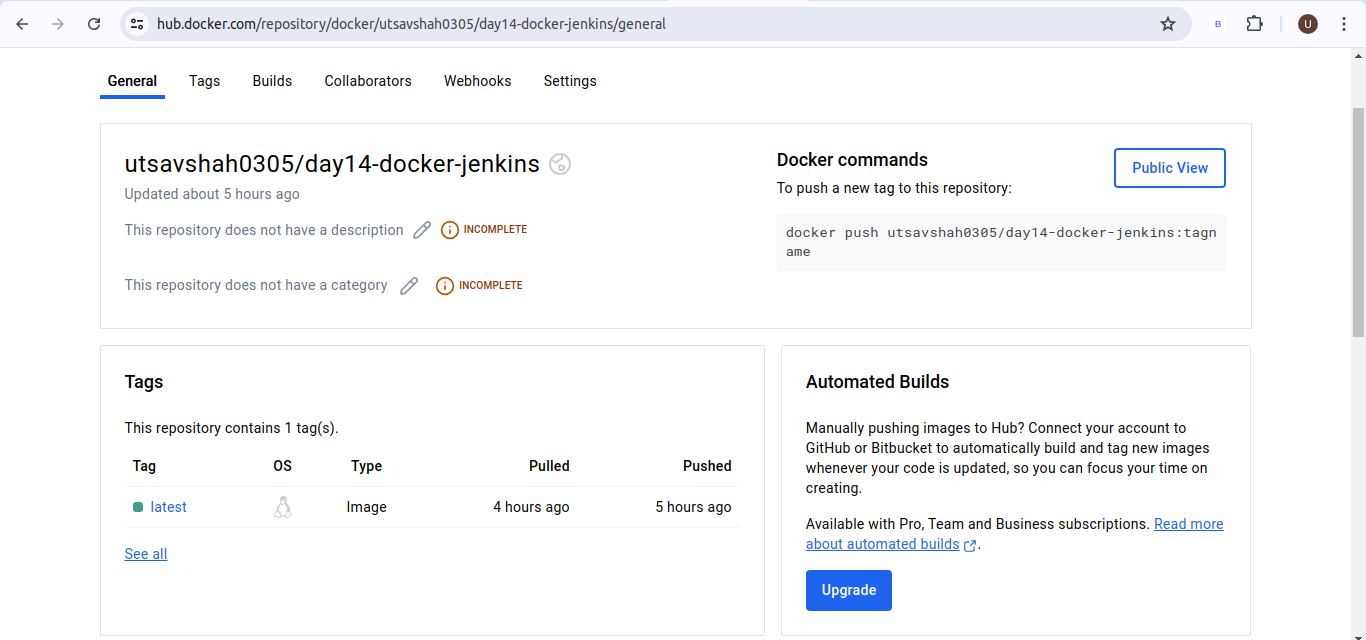 hub.docker.com/repository/docker/utsavshah0305/day14-docker-jenkins/general
B
U
General Tags Builds Collaborators Webhooks Settings
utsavshah0305/day14-docker-jenkins
Updated about 5 hours ago
This repository does not have a description INCOMPLETE
This repository does not have a category INCOMPLETE
Docker commands
Public View
To push a new tag to this repository:
docker push utsavshah0305/day14-docker-jenkins:tagn
ame
Tags
This repository contains 1 tag(s).
Tag OS Type Pulled Pushed
latest Image 4 hours ago 5 hours ago
See all
Automated Builds
Manually pushing images to Hub? Connect your account to
GitHub or Bitbucket to automatically build and tag new images
whenever your code is updated, so you can focus your time on
creating.
Available with Pro, Team and Business subscriptions. Read more
about automated builds .
Upgrade